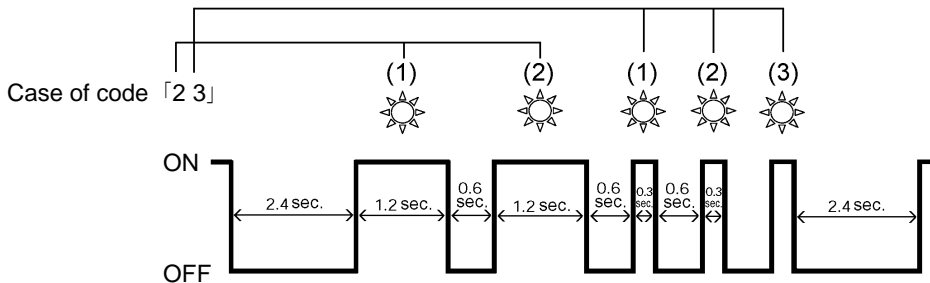 (1) (2) (1) (2) (3)
Case of code 「2 3」
ON
2.4 sec. 1.2 sec. 0.6 sec. 1.2 sec. 0.6 sec. 0.3 sec. 0.6 sec. 0.3 sec. 2.4 sec.
OFF